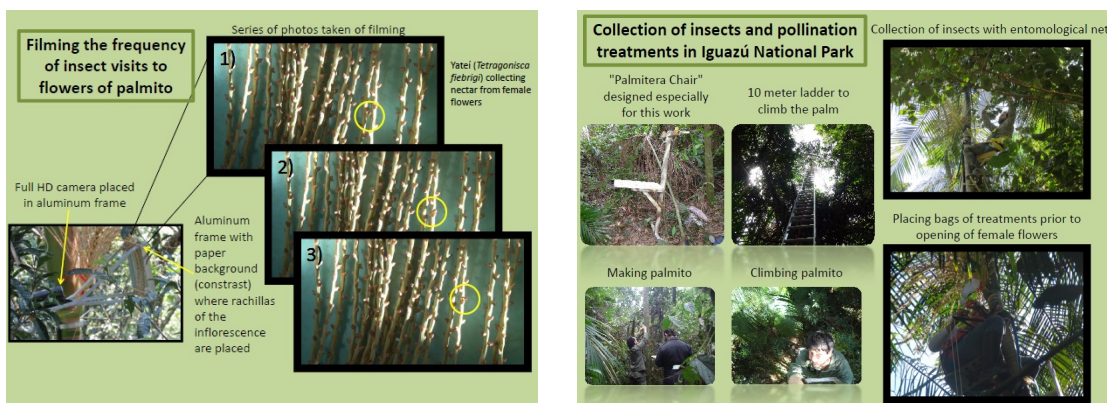 Filming the frequency
of insect visits to
flowers of palmito
Series of photos taken of filming
1)
Yateí (Tetragonisca
fiebrigi) collecting
nectar from female
flowers
2)
3)
Full HD camera placed
in aluminum frame
Aluminum
frame with
paper
background
(constrast)
where rachillas
of the
inflorescence
are placed
Collection of insects and pollination
treatments in Iguazú National Park
Collection of insects with entomological net
"Palmitera Chair"
designed especially
for this work
10 meter ladder to
climb the palm
Placing bags of treatments prior to
opening of female flowers
Making palmito
Climbing palmito